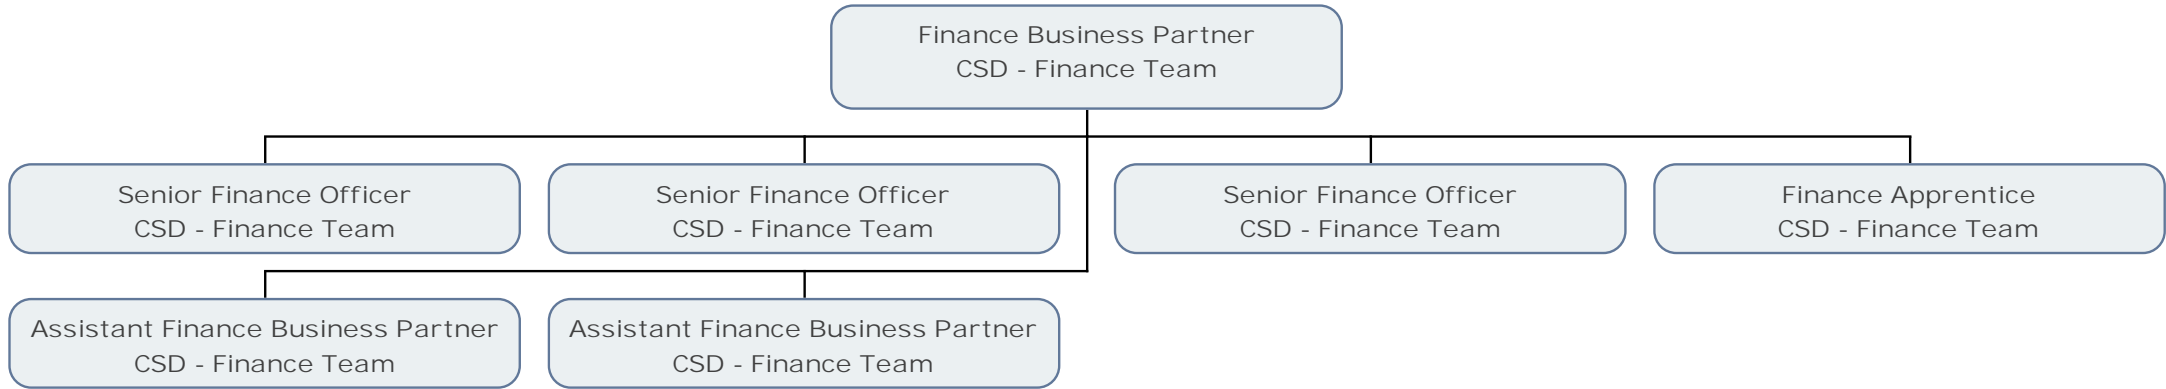 Finance Business Partner
CSD - Finance Team
Senior Finance Officer
CSD - Finance Team
Senior Finance Officer
CSD - Finance Team
Senior Finance Officer
CSD - Finance Team
Finance Apprentice
CSD - Finance Team
Assistant Finance Business Partner
CSD - Finance Team
Assistant Finance Business Partner
CSD - Finance Team